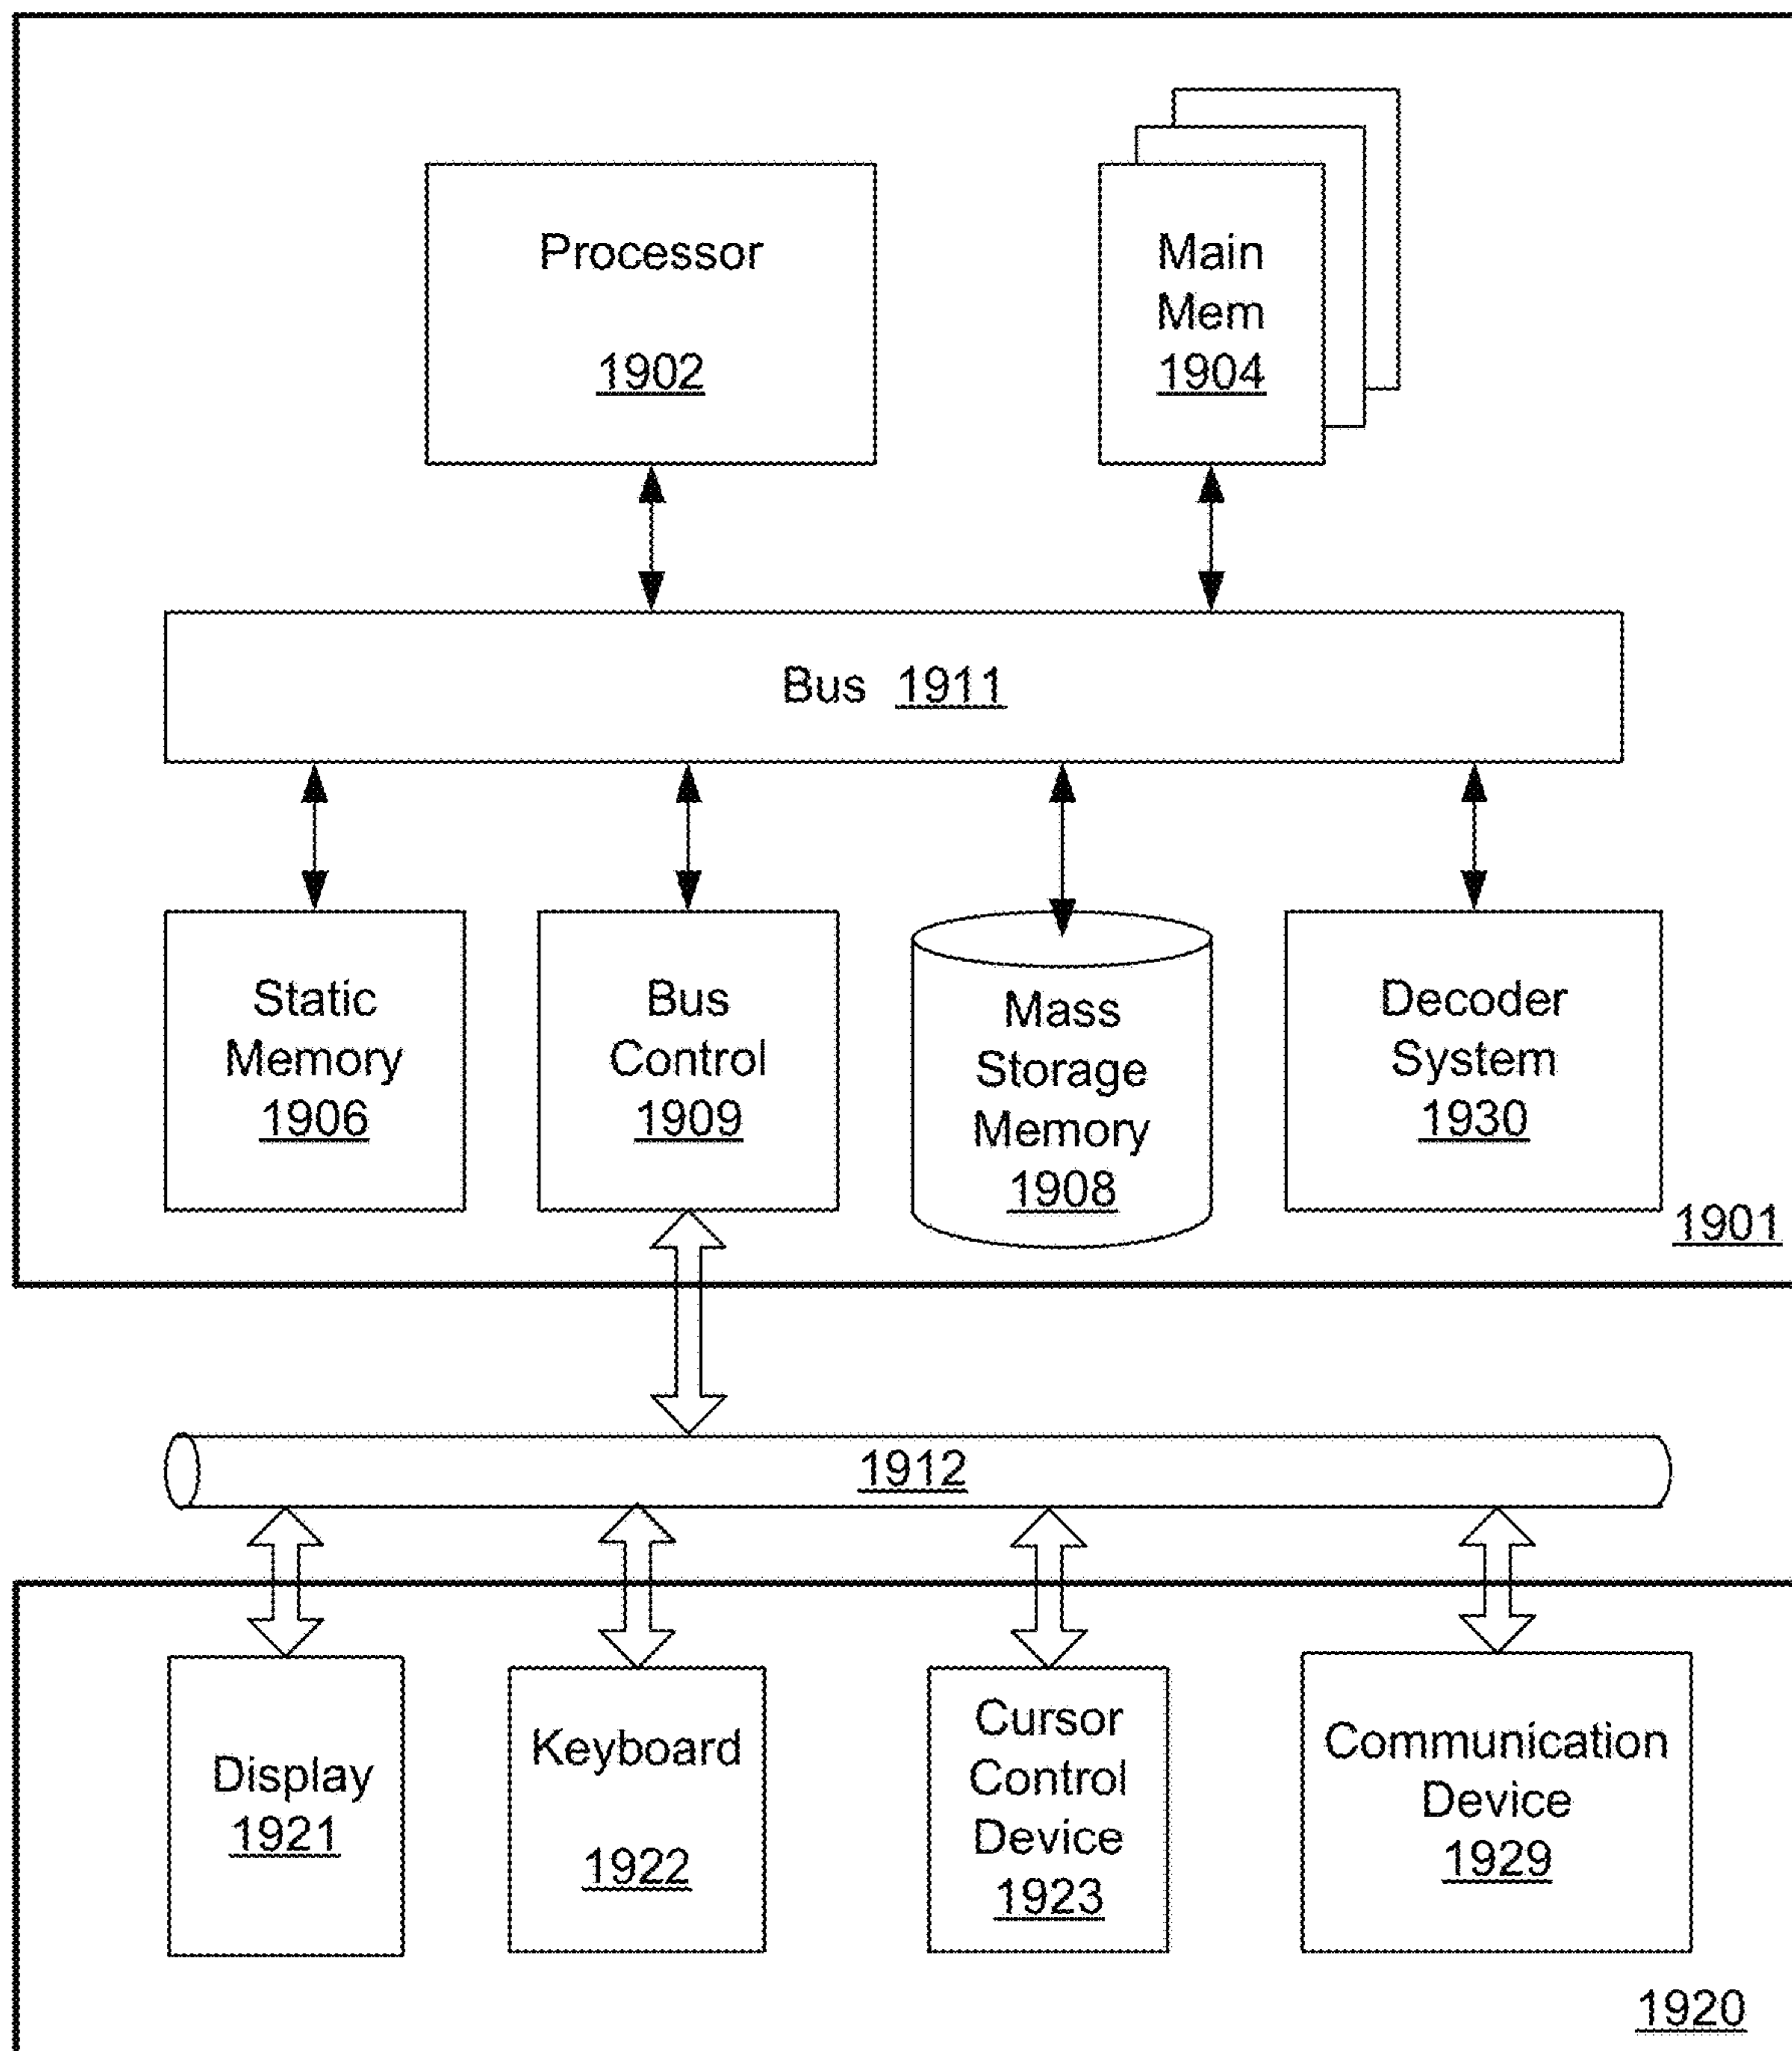 Processor
1902
Main
Mem
1904
Bus 1911
Static
Memory
1906
Bus
Control
1909
Mass
Storage
Memory
1908
Decoder
System
1930
1901
1912
Display
1921
Keyboard
1922
Cursor
Control
Device
1923
Communication
Device
1929
1920